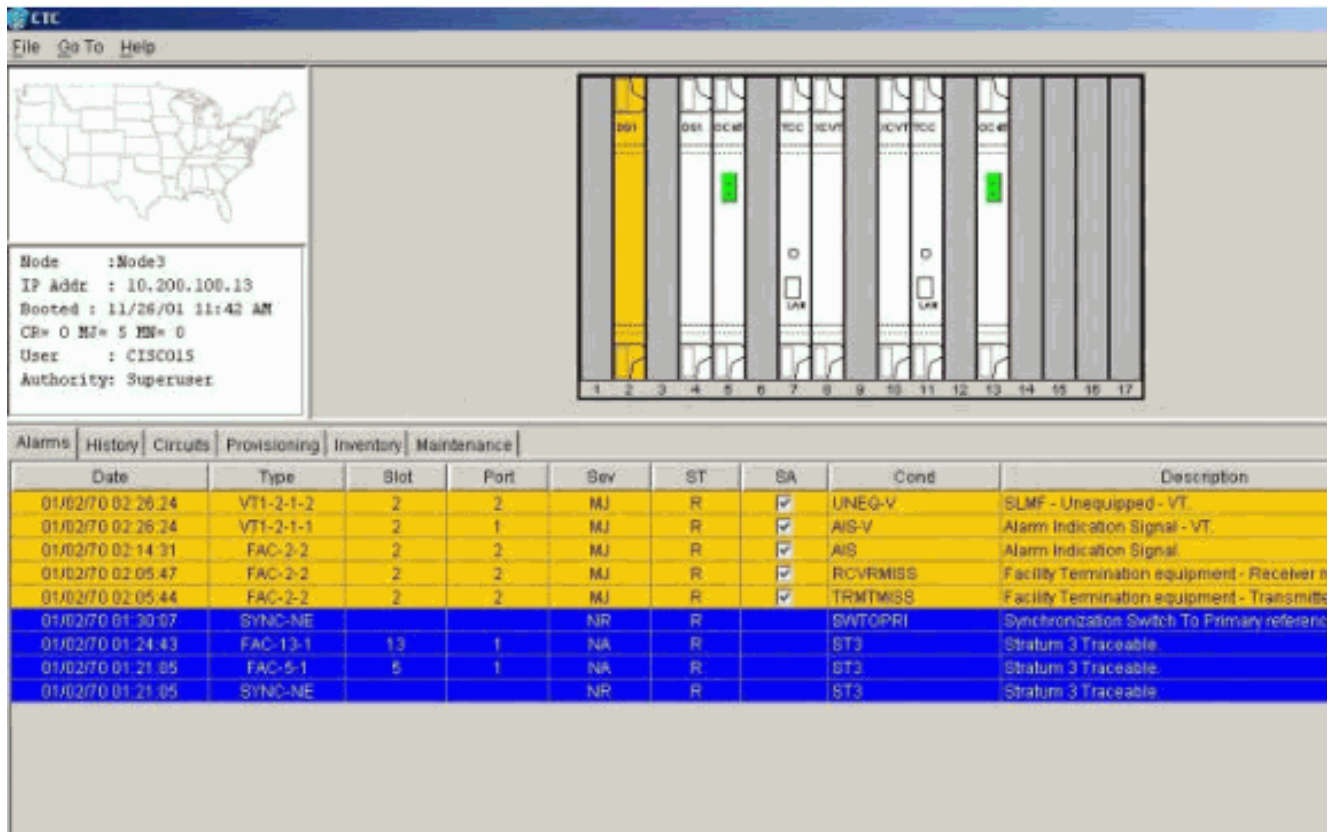 CTC
File Go To Help
Node :Node3
IP Addr : 10.200.100.13
Booted : 11/26/01 11:42 AM
CR= 0 MJ= 5 MN= 0
User : CISCO15
Authority: Superuser
DS1 DS1 OC48 TCC XCVT XCVT TCC OC48
LAN LAN
1 2 3 4 5 6 7 8 9 10 11 12 13 14 15 16 17
Alarms History Circuits Provisioning Inventory Maintenance
Date Type Slot Port Sev ST SA Cond Description
01/02/70 02:26:24 VT1-2-1-2 2 2 MJ R UNEQ-V SLMF - Unequipped - VT.
01/02/70 02:26:24 VT1-2-1-1 2 1 MJ R AIS-V Alarm Indication Signal - VT.
01/02/70 02:14:31 FAC-2-2 2 2 MJ R AIS Alarm Indication Signal.
01/02/70 02:05:47 FAC-2-2 2 2 MJ R RCVRMISS Facility Termination equipment - Receiver m
01/02/70 02:05:44 FAC-2-2 2 2 MJ R TRMTMISS Facility Termination equipment - Transmitte
01/02/70 01:30:07 SYNC-NE NR R SWTOPRI Synchronization Switch To Primary referenc
01/02/70 01:24:43 FAC-13-1 13 1 NA R ST3 Stratum 3 Traceable.
01/02/70 01:21:05 FAC-5-1 5 1 NA R ST3 Stratum 3 Traceable.
01/02/70 01:21:05 SYNC-NE NR R ST3 Stratum 3 Traceable.